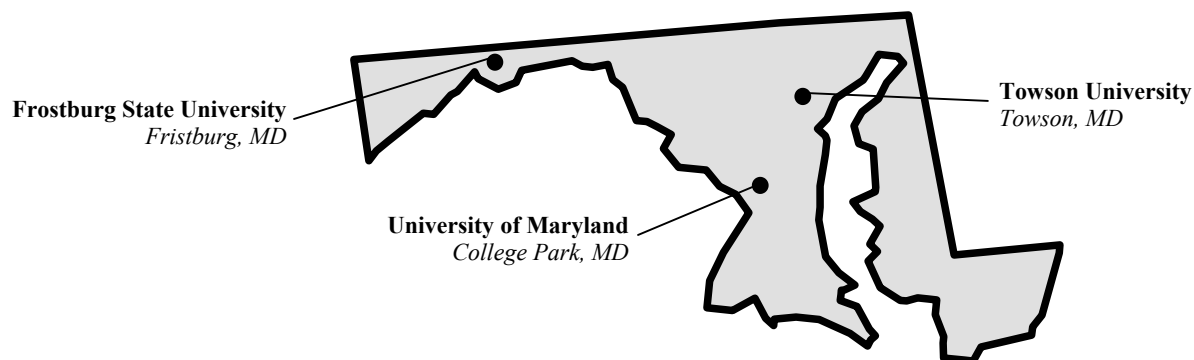 Frostburg State University
Fristburg, MD
Towson University
Towson, MD
University of Maryland
College Park, MD